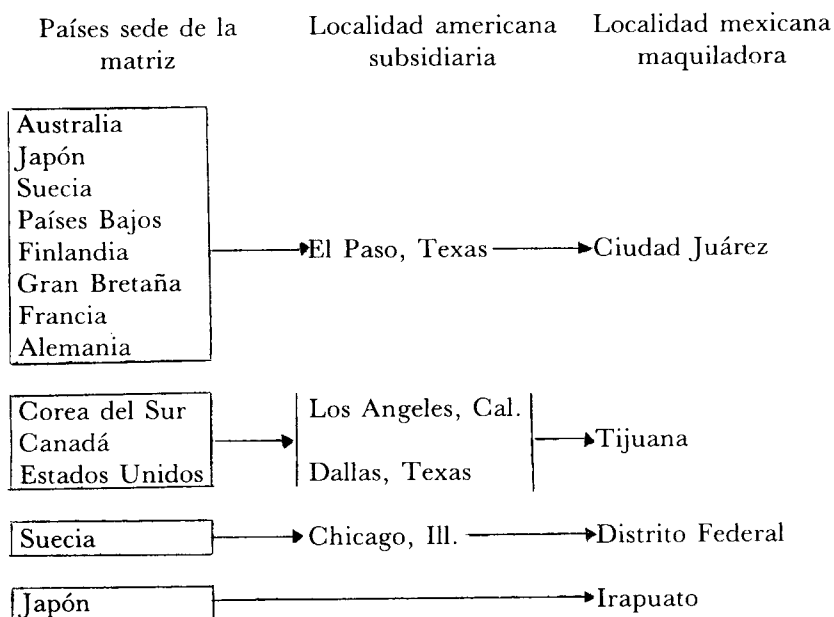 Países sede de la
matriz
Localidad americana
subsidiaria
Localidad mexicana
maquiladora
Australia
Japón
Suecia
Países Bajos
Finlandia
Gran Bretaña
Francia
Alemania
El Paso, Texas
Ciudad Juárez
Corea del Sur
Canadá
Estados Unidos
Los Angeles, Cal.
Dallas, Texas
Tijuana
Suecia
Chicago, Ill.
Distrito Federal
Japón
Irapuato